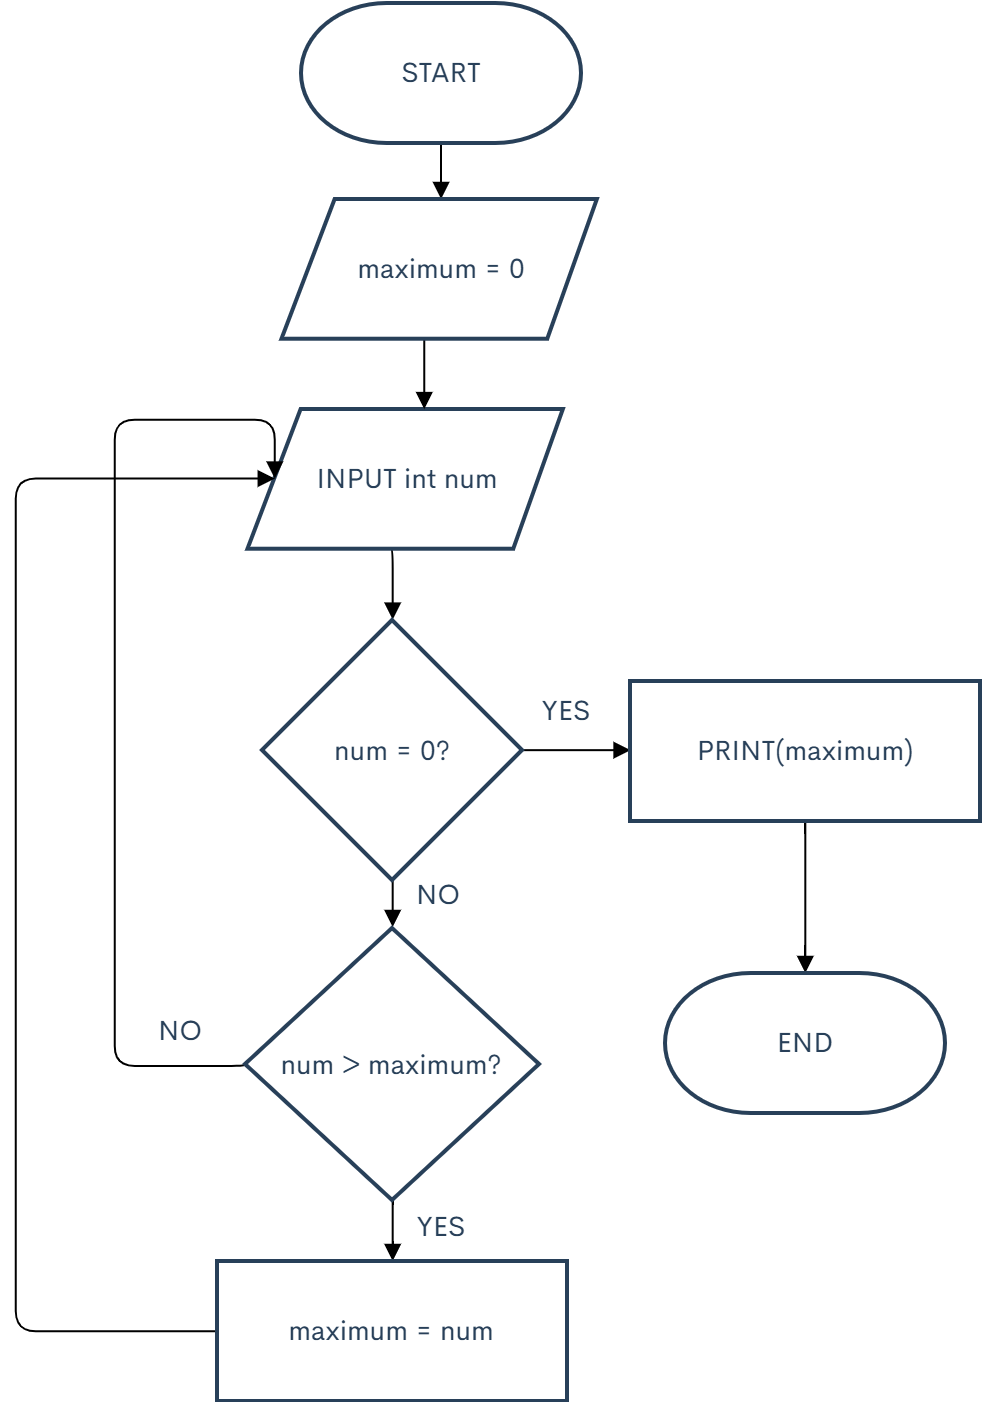 START
maximum = 0
INPUT int num
num = 0?
YES
PRINT(maximum)
NO
END
num > maximum?
NO
YES
maximum = num